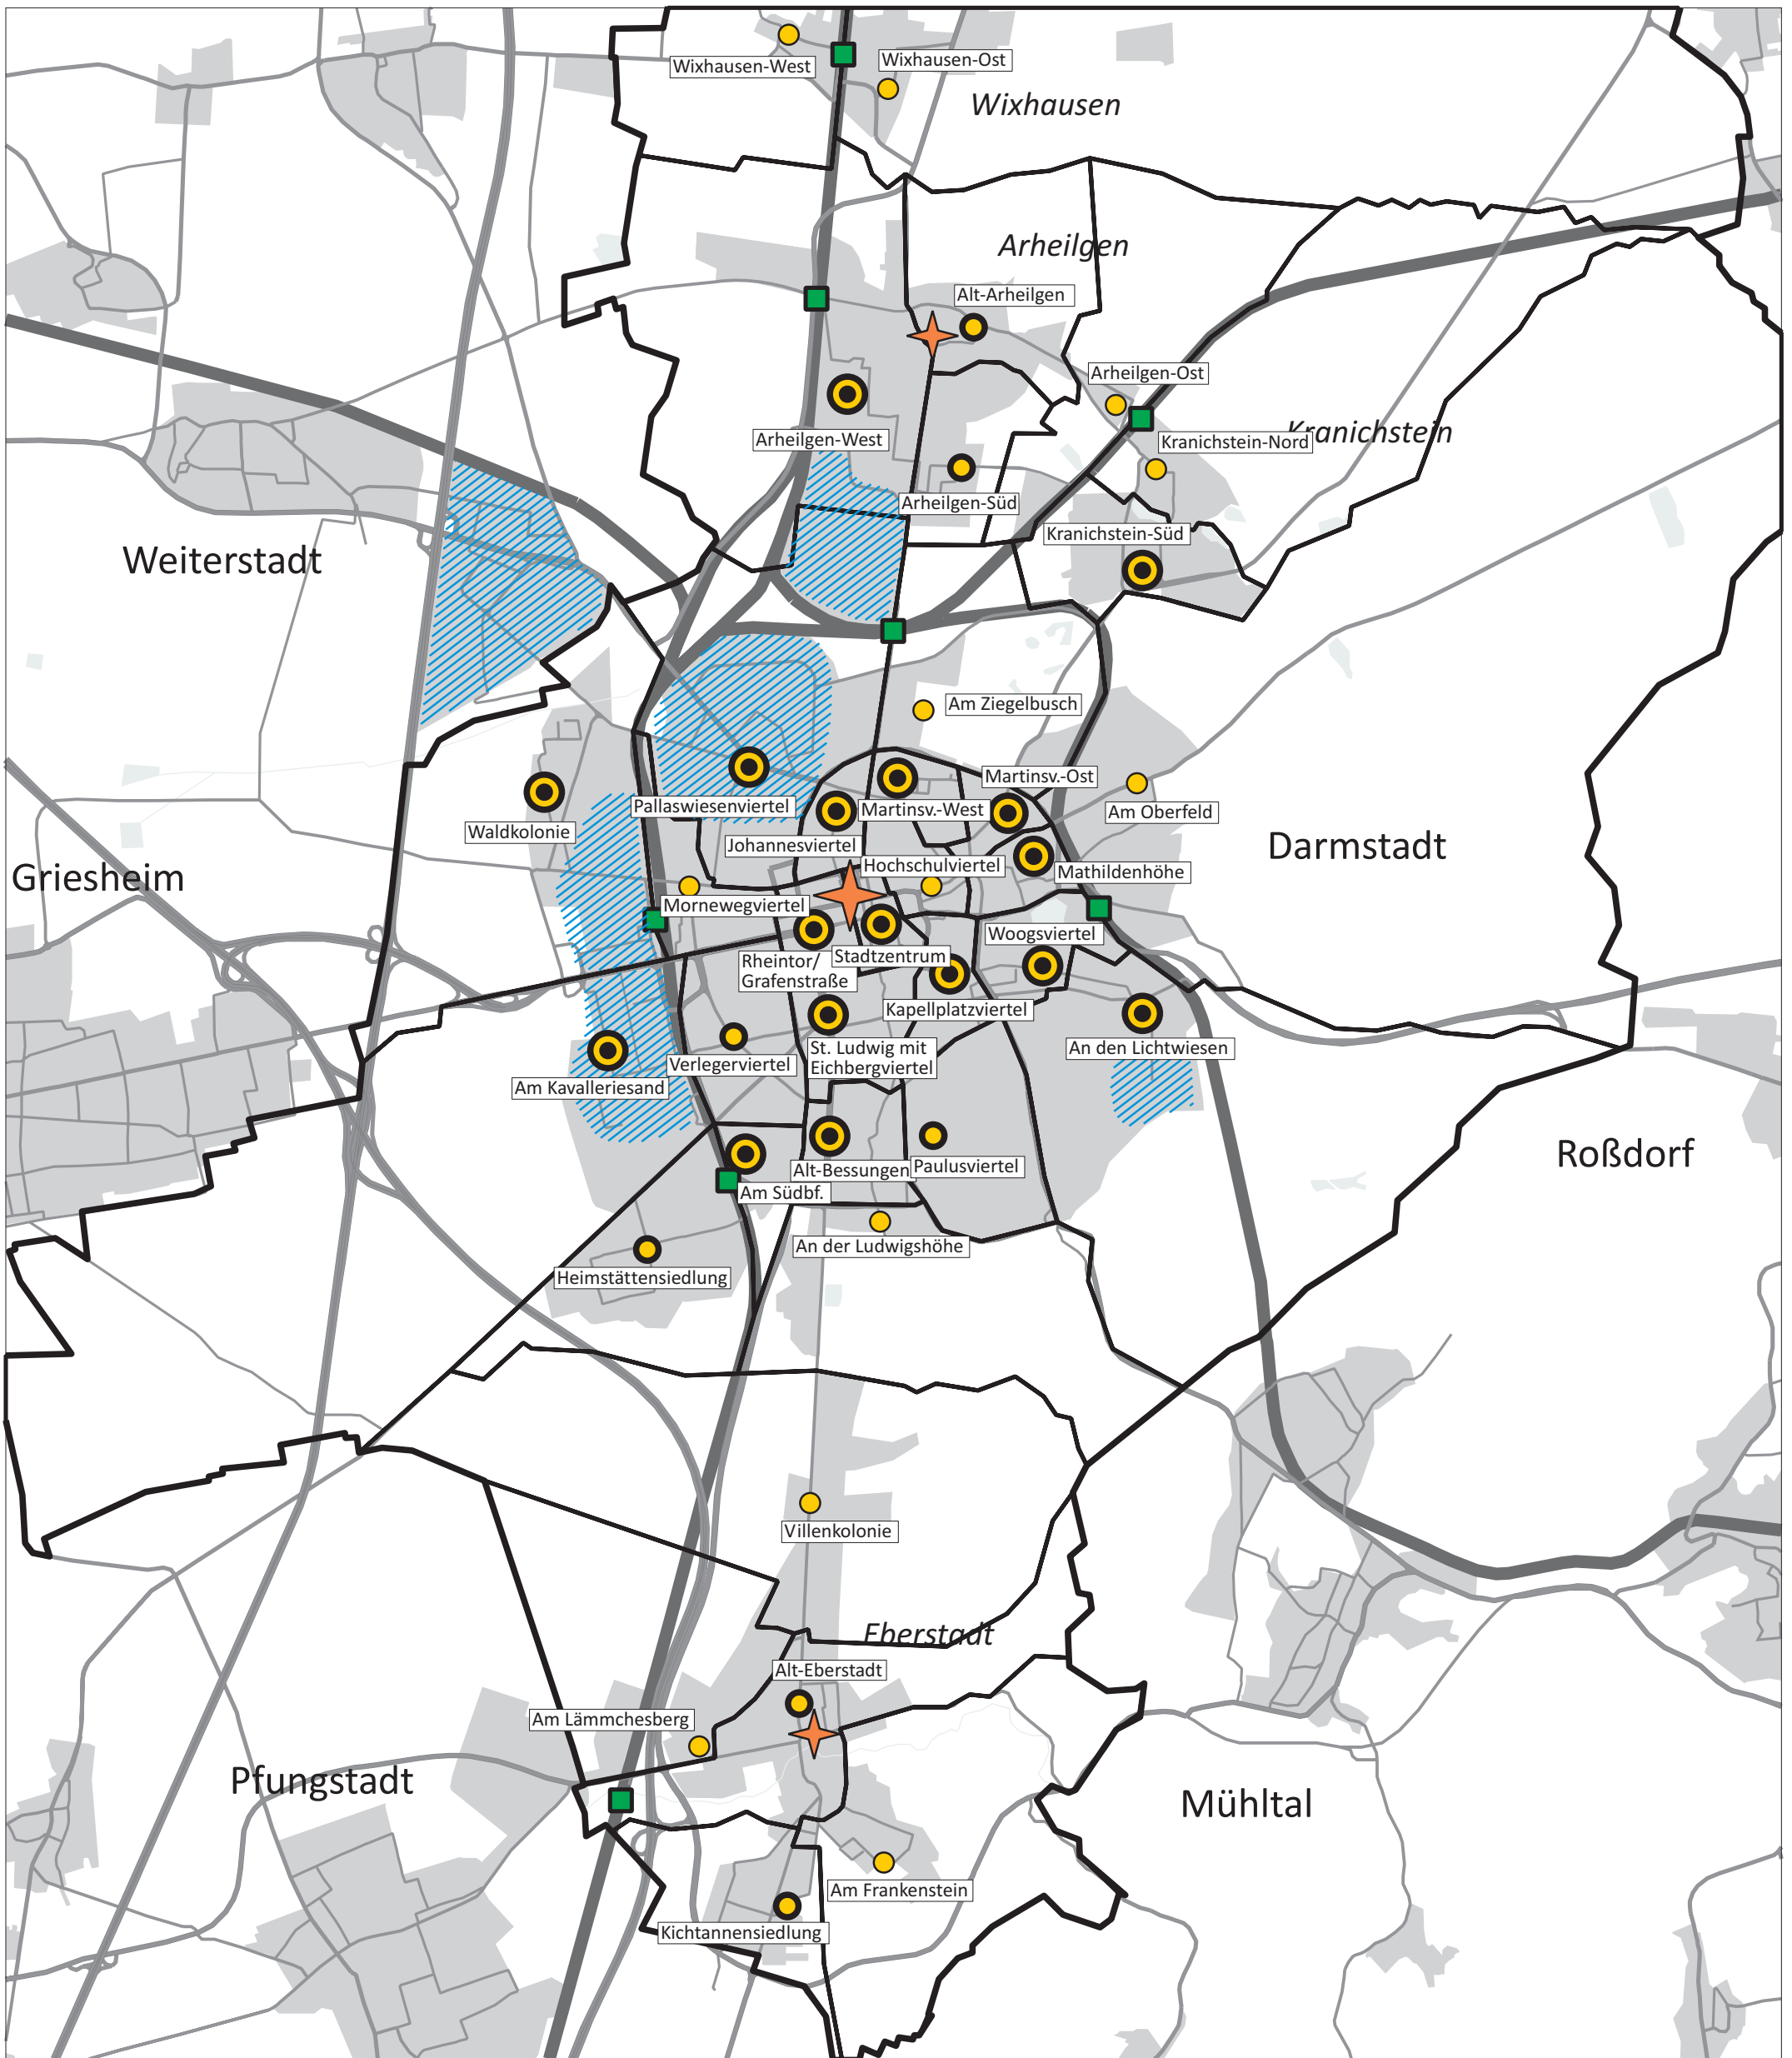 Wixhausen-West
Wixhausen-Ost
Wixhausen
Arheilgen
Alt-Arheilgen
Arheilgen-Ost
Kranichstein
Arheilgen-West
Kranichstein-Nord
Arheilgen-Süd
Kranichstein-Süd
Weiterstadt
Am Ziegelbusch
Martinsv.-Ost
Pallaswiesenviertel
Martinsv.-West
Am Oberfeld
Waldkolonie
Johannesviertel
Darmstadt
Hochschulviertel
Mathildenhöhe
Griesheim
Mornewegviertel
Woogsviertel
Rheintor/
Grafenstraße
Stadtzentrum
Kapellplatzviertel
St. Ludwig mit
Eichbergviertel
An den Lichtwiesen
Verlegerviertel
Am Kavalleriesand
Roßdorf
Alt-Bessungen
Paulusviertel
Am Südbf.
An der Ludwigshöhe
Heimstättensiedlung
Villenkolonie
Eberstadt
Alt-Eberstadt
Am Lämmchesberg
Pfungstadt
Mühltal
Am Frankenstein
Kichtannensiedlung